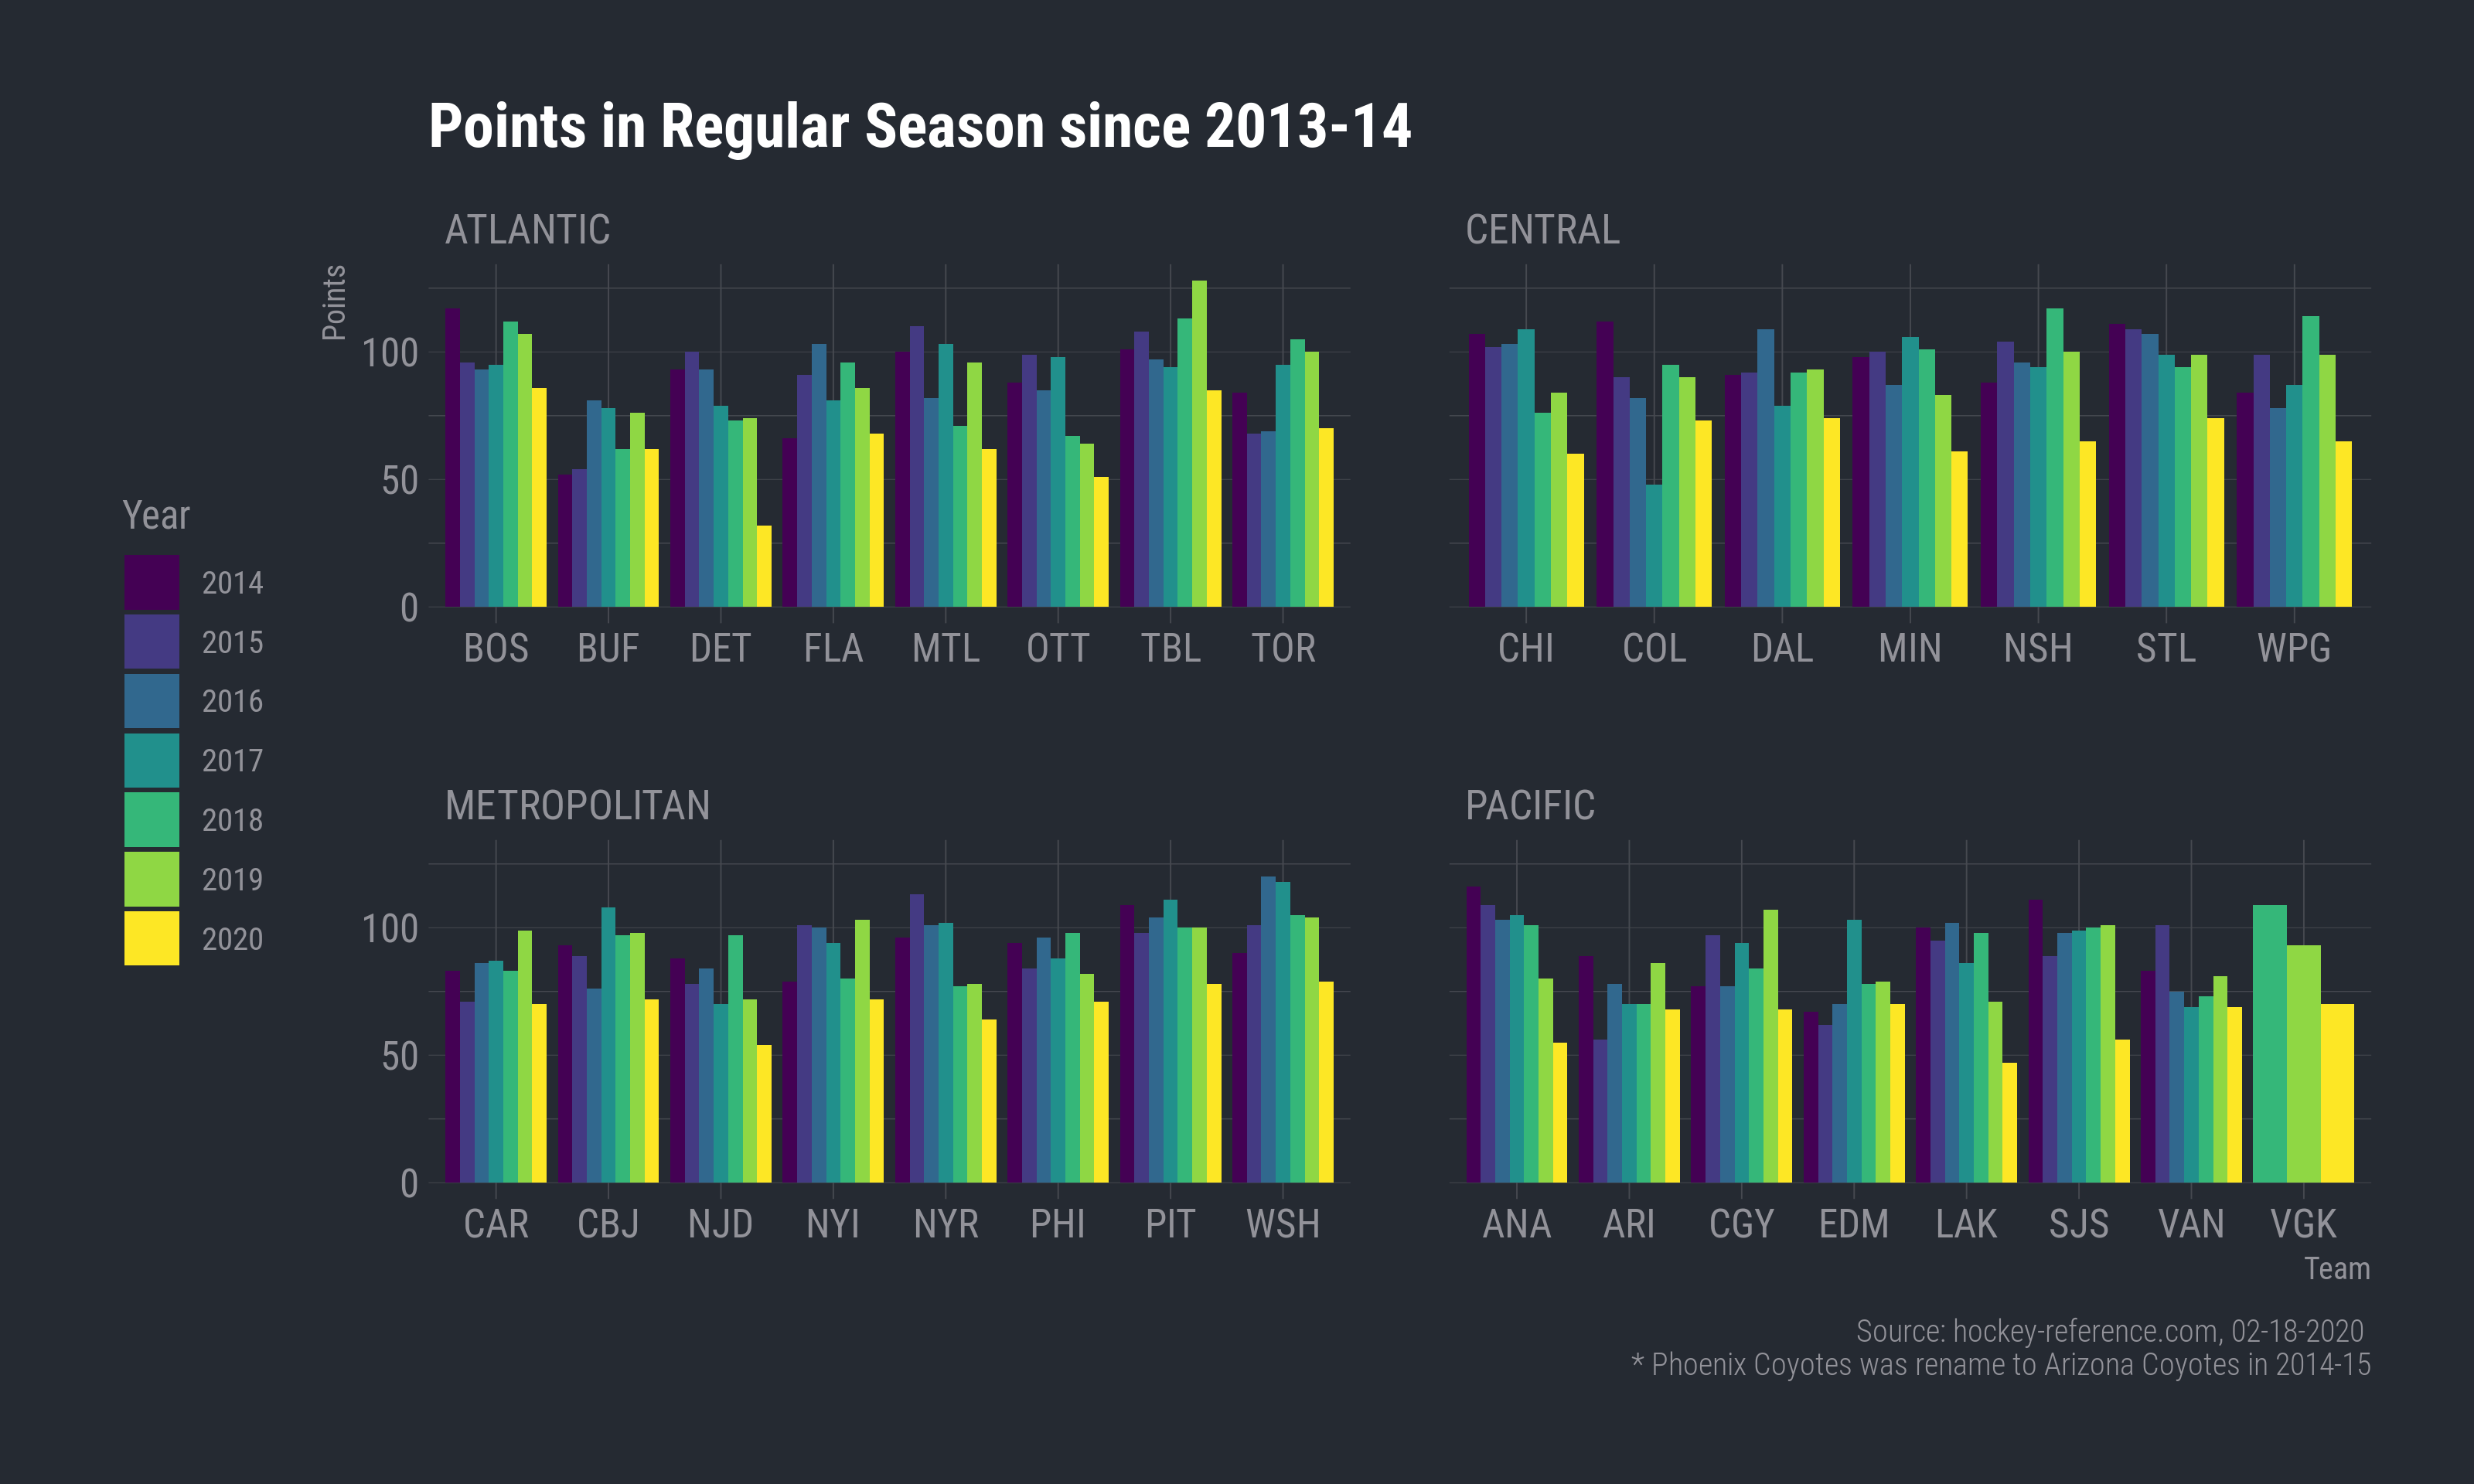 Points in Regular Season since 2013-14
ATLANTIC
Points
100
50
0
BOS BUF DET FLA MTL OTT TBL TOR
CENTRAL
CHI COL DAL MIN NSH STL WPG
Year
2014
2015
2016
2017
2018
2019
2020
METROPOLITAN
100
50
0
CAR CBJ NJD NYI NYR PHI PIT WSH
PACIFIC
ANA ARI CGY EDM LAK SJS VAN VGK
Team
Source: hockey-reference.com, 02-18-2020
* Phoenix Coyotes was rename to Arizona Coyotes in 2014-15